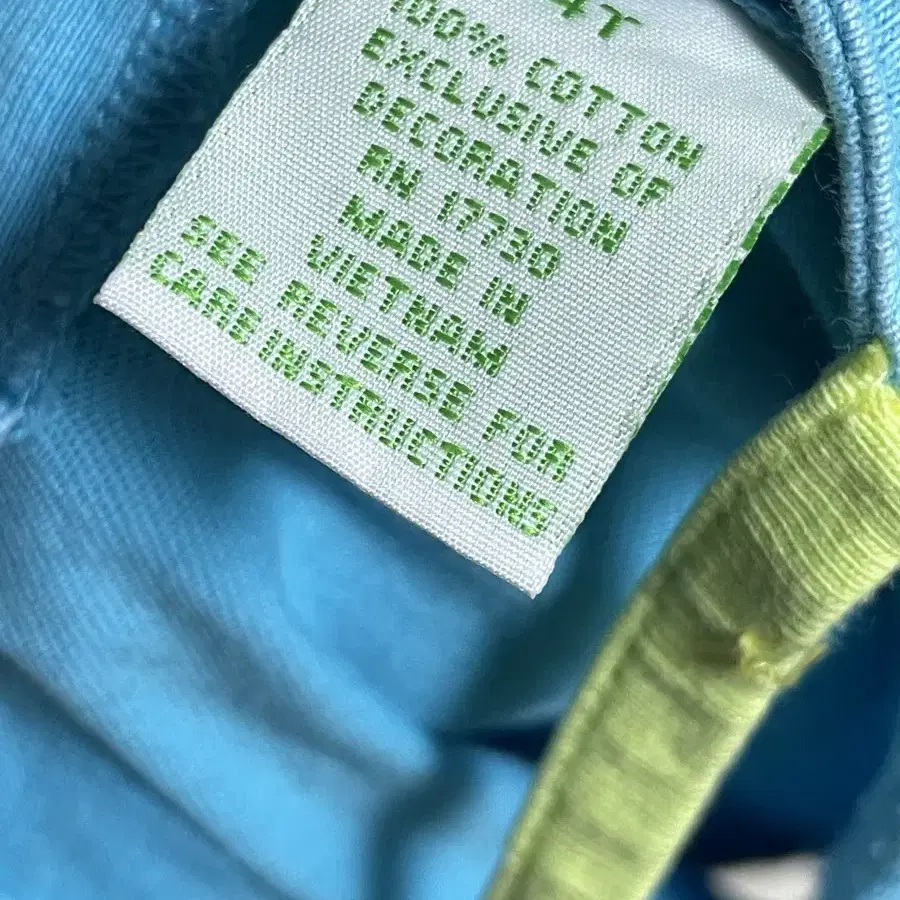 4T
100% COTTON
EXCLUSIVE OF
DECORATION
RN 17730
MADE IN
VIETNAM
SEE REVERSE FOR
CARE INSTRUCTIONS